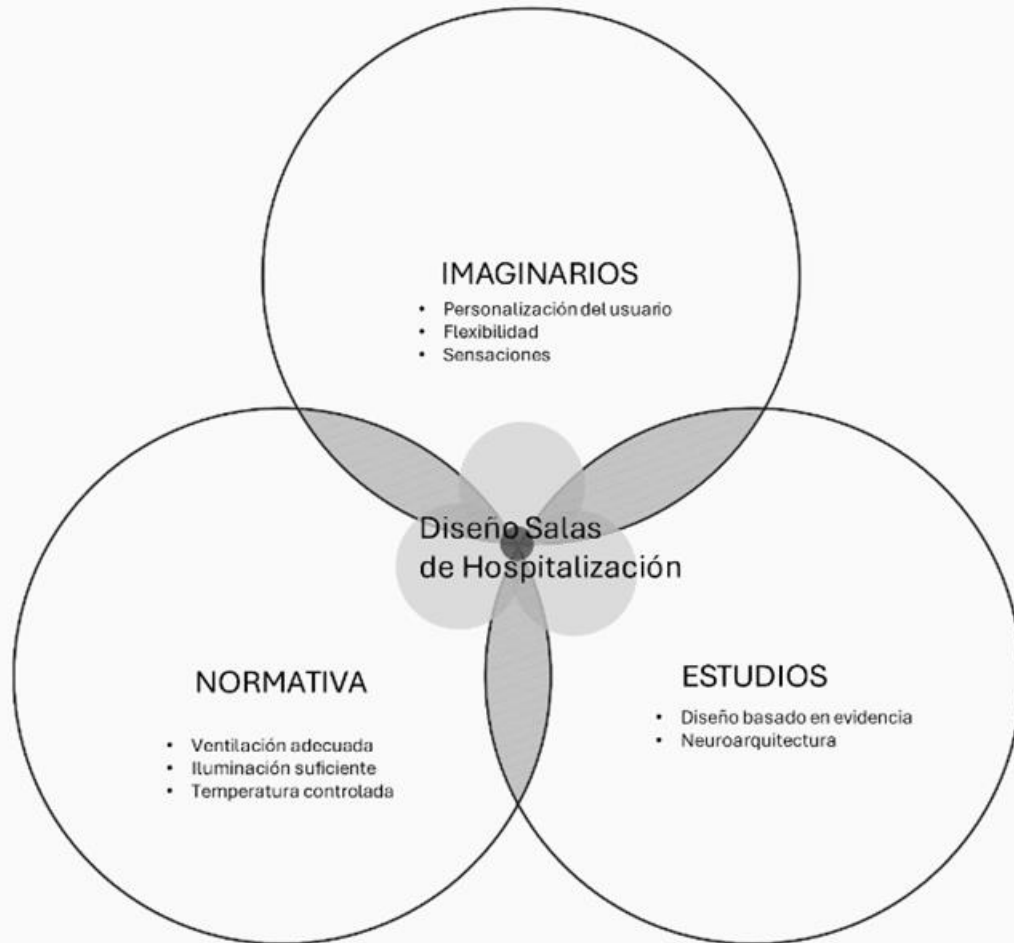 IMAGINARIOS
• Personalización del usuario
• Flexibilidad
• Sensaciones
Diseño Salas
de Hospitalización
NORMATIVA
• Ventilación adecuada
• Iluminación suficiente
• Temperatura controlada
ESTUDIOS
• Diseño basado en evidencia
• Neuroarquitectura